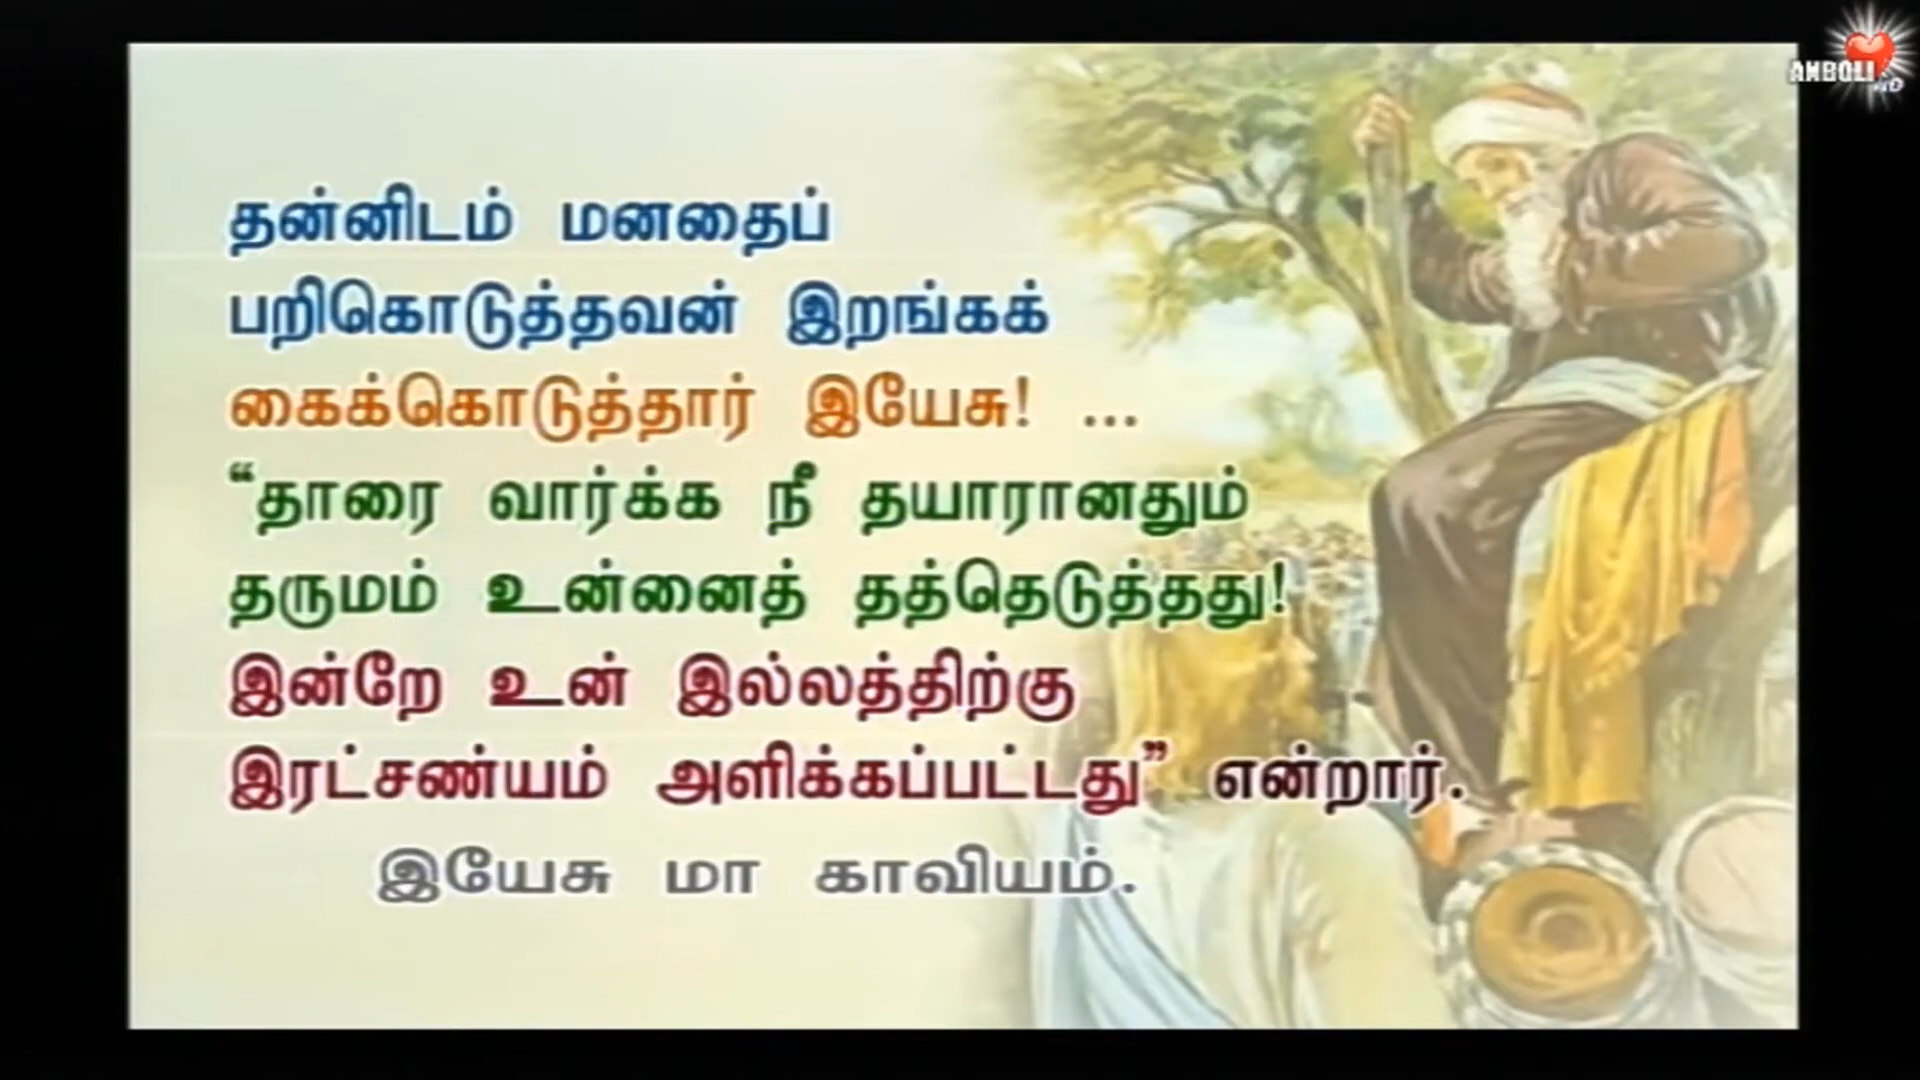 ANBOLI
HD
தன்னிடம் மனதைப்
பறிகொடுத்தவன் இறங்கக்
கைக்கொடுத்தார் இயேசு! ...
“தாரை வார்க்க நீ தயாரானதும்
தருமம் உன்னைத் தத்தெடுத்தது!
இன்றே உன் இல்லத்திற்கு
இரட்சண்யம் அளிக்கப்பட்டது” என்றார்.
இயேசு மா காவியம்.